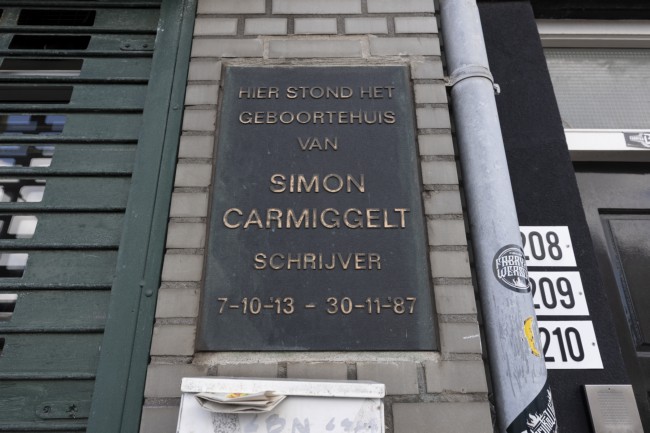 HIER STOND HET
GEBOORTEHUIS
VAN
SIMON
CARMIGGELT
SCHRIJVER
7-10-'13 - 30-11-'87
208
209
210